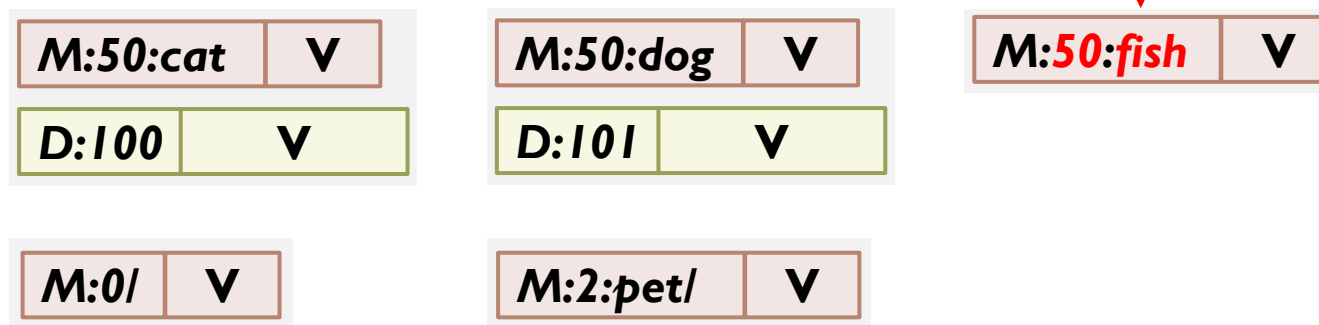 M:50:cat V
D:100 V
M:50:dog V
D:101 V
M:50:fish V
M:0/ V
M:2:pet/ V